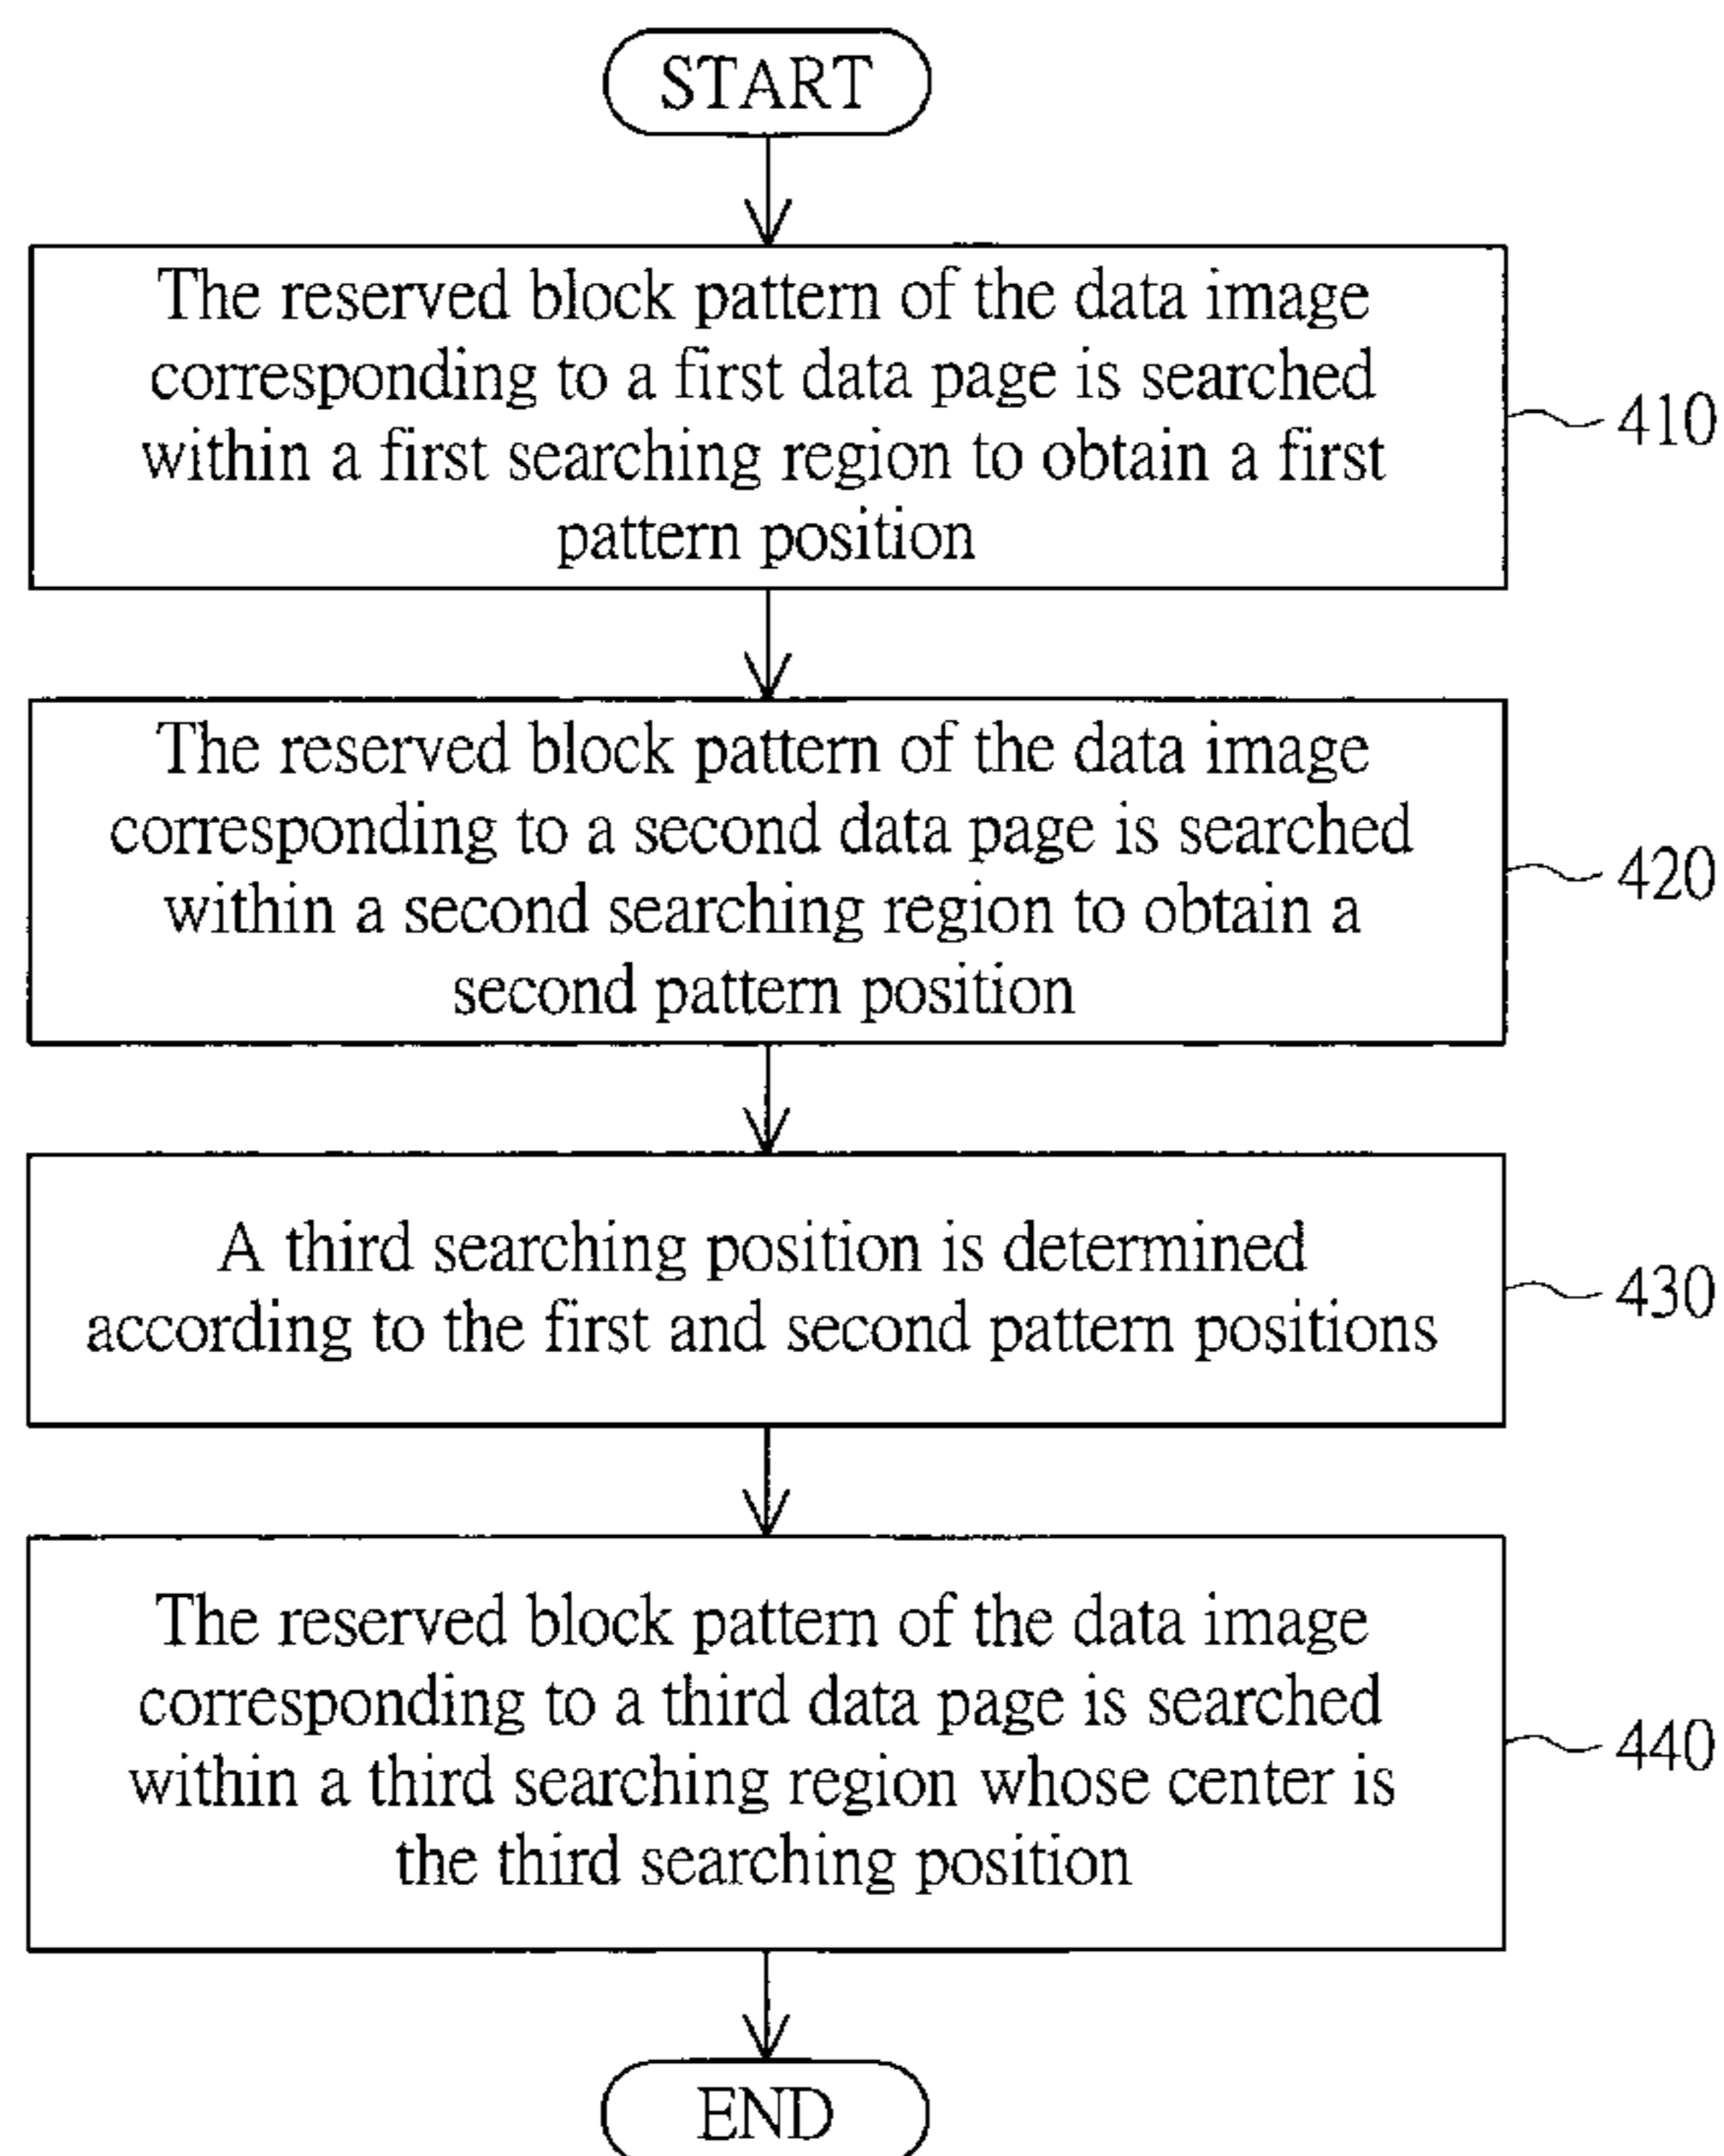 START
The reserved block pattern of the data image
corresponding to a first data page is searched
within a first searching region to obtain a first
pattern position
410
The reserved block pattern of the data image
corresponding to a second data page is searched
within a second searching region to obtain a
second pattern position
420
A third searching position is determined
according to the first and second pattern positions
430
The reserved block pattern of the data image
corresponding to a third data page is searched
within a third searching region whose center is
the third searching position
440
END